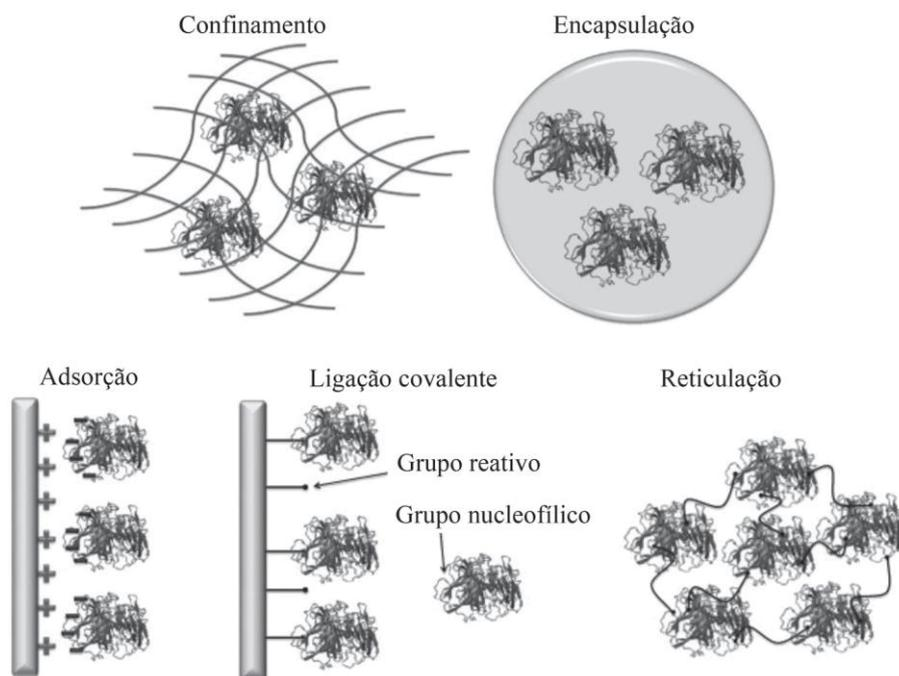 Confinamento
Encapsulação
Adsorção
Ligação covalente
Reticulação
Grupo reativo
Grupo nucleofílico